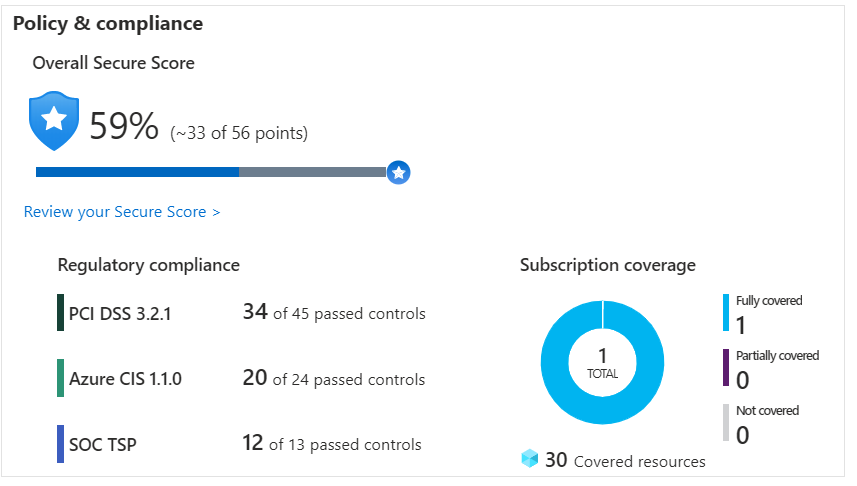 Policy & compliance
Overall Secure Score
59% (~33 of 56 points)
Review your Secure Score >
Regulatory compliance
PCI DSS 3.2.1 34 of 45 passed controls
Azure CIS 1.1.0 20 of 24 passed controls
SOC TSP 12 of 13 passed controls
Subscription coverage
1
TOTAL
Fully covered
1
Partially covered
0
Not covered
0
30 Covered resources